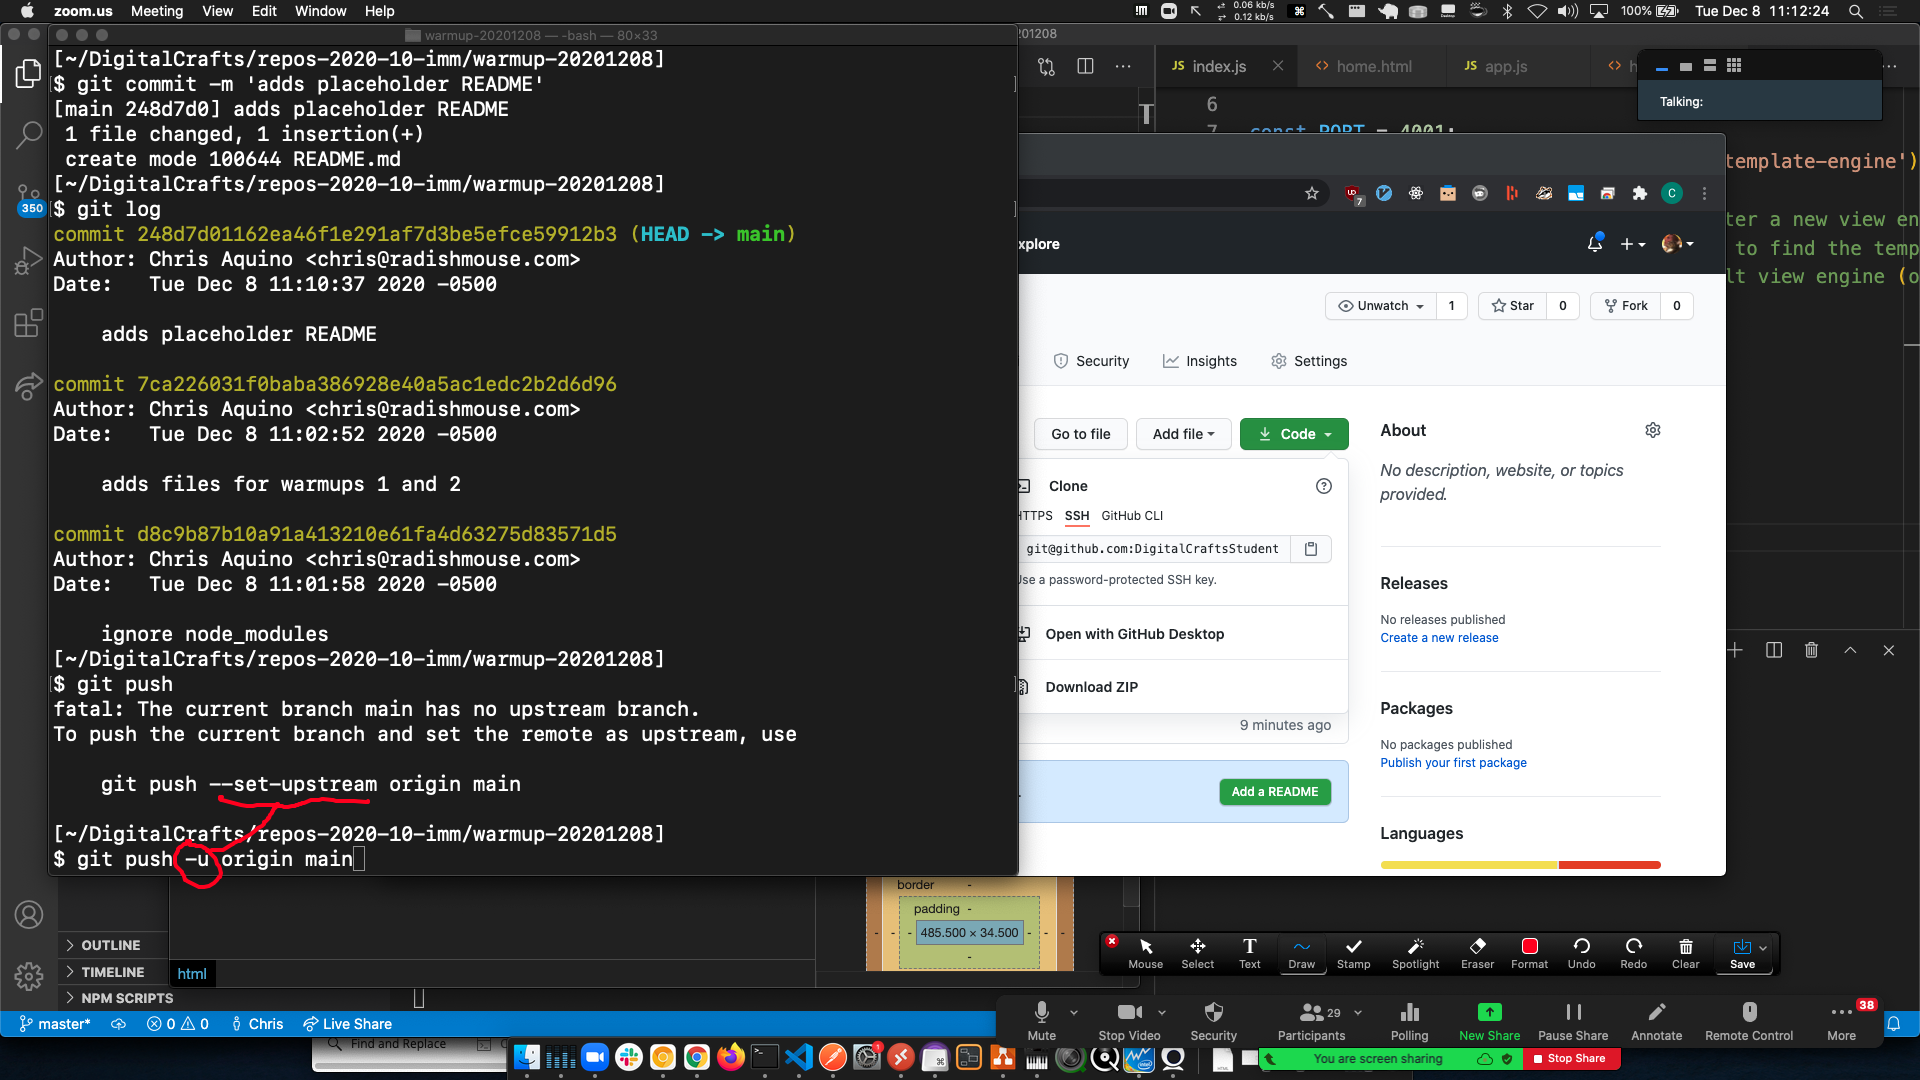 zoom.us Meeting View Edit Window Help
0.06 kb/s
0.12 kb/s
100% Tue Dec 8 11:12:24
warmup-20201208 — -bash — 80×33
[~/DigitalCrafts/repos-2020-10-imm/warmup-20201208]
$ git commit -m 'adds placeholder README'
[main 248d7d0] adds placeholder README
1 file changed, 1 insertion(+)
create mode 100644 README.md
[~/DigitalCrafts/repos-2020-10-imm/warmup-20201208]
$ git log
commit 248d7d01162ea46f1e291af7d3be5efce59912b3 (HEAD -> main)
Author: Chris Aquino <chris@radishmouse.com>
Date: Tue Dec 8 11:10:37 2020 -0500
adds placeholder README
commit 7ca226031f0baba386928e40a5ac1edc2b2d6d96
Author: Chris Aquino <chris@radishmouse.com>
Date: Tue Dec 8 11:02:52 2020 -0500
adds files for warmups 1 and 2
commit d8c9b87b10a91a413210e61fa4d63275d83571d5
Author: Chris Aquino <chris@radishmouse.com>
Date: Tue Dec 8 11:01:58 2020 -0500
ignore node_modules
[~/DigitalCrafts/repos-2020-10-imm/warmup-20201208]
$ git push
fatal: The current branch main has no upstream branch.
To push the current branch and set the remote as upstream, use
git push --set-upstream origin main
[~/DigitalCrafts/repos-2020-10-imm/warmup-20201208]
$ git push -u origin main
350
01208
JS index.js
<> home.html
JS app.js
<> h
Talking:
6
7 const PORT = 4001;
template-engine')
ter a new view en
to find the temp
lt view engine (o
7
C
xplore
Unwatch 1
Star 0
Fork 0
Security
Insights
Settings
Go to file
Add file
Code
Clone
HTTPS SSH GitHub CLI
git@github.com:DigitalCraftsStudent
Use a password-protected SSH key.
Open with GitHub Desktop
Download ZIP
9 minutes ago
Add a README
About
No description, website, or topics
provided.
Releases
No releases published
Create a new release
Packages
No packages published
Publish your first package
Languages
border -
padding -
- - - 485.500 × 34.500 - - -
-
OUTLINE
TIMELINE
NPM SCRIPTS
html
master*
0 0
Chris
Live Share
Find and Replace
Mouse
Select
T
Text
Draw
Stamp
Spotlight
Eraser
Format
Undo
Redo
Clear
Save
Mute
Stop Video
Security
29
Participants
Polling
New Share
Pause Share
Annotate
Remote Control
38
More
1
HTML
You are screen sharing
Stop Share